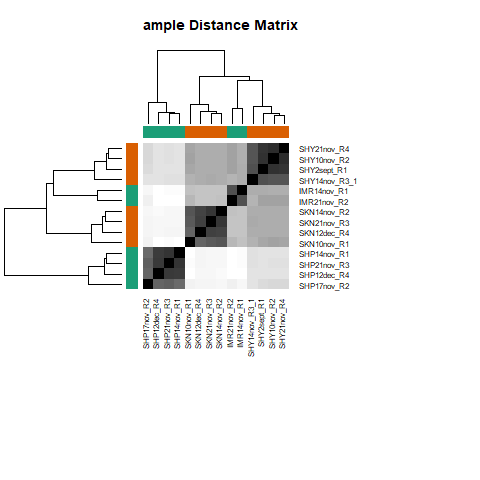 ample Distance Matrix
SHY21nov_R4
SHY10nov_R2
SHY2sept_R1
SHY14nov_R3_1
IMR14nov_R1
IMR21nov_R2
SKN14nov_R2
SKN21nov_R3
SKN12dec_R4
SKN10nov_R1
SHP14nov_R1
SHP21nov_R3
SHP12dec_R4
SHP17nov_R2
SHP17nov_R2
SHP12dec_R4
SHP21nov_R3
SHP14nov_R1
SKN10nov_R1
SKN12dec_R4
SKN21nov_R3
SKN14nov_R2
IMR21nov_R2
IMR14nov_R1
SHY14nov_R3_1
SHY2sept_R1
SHY10nov_R2
SHY21nov_R4